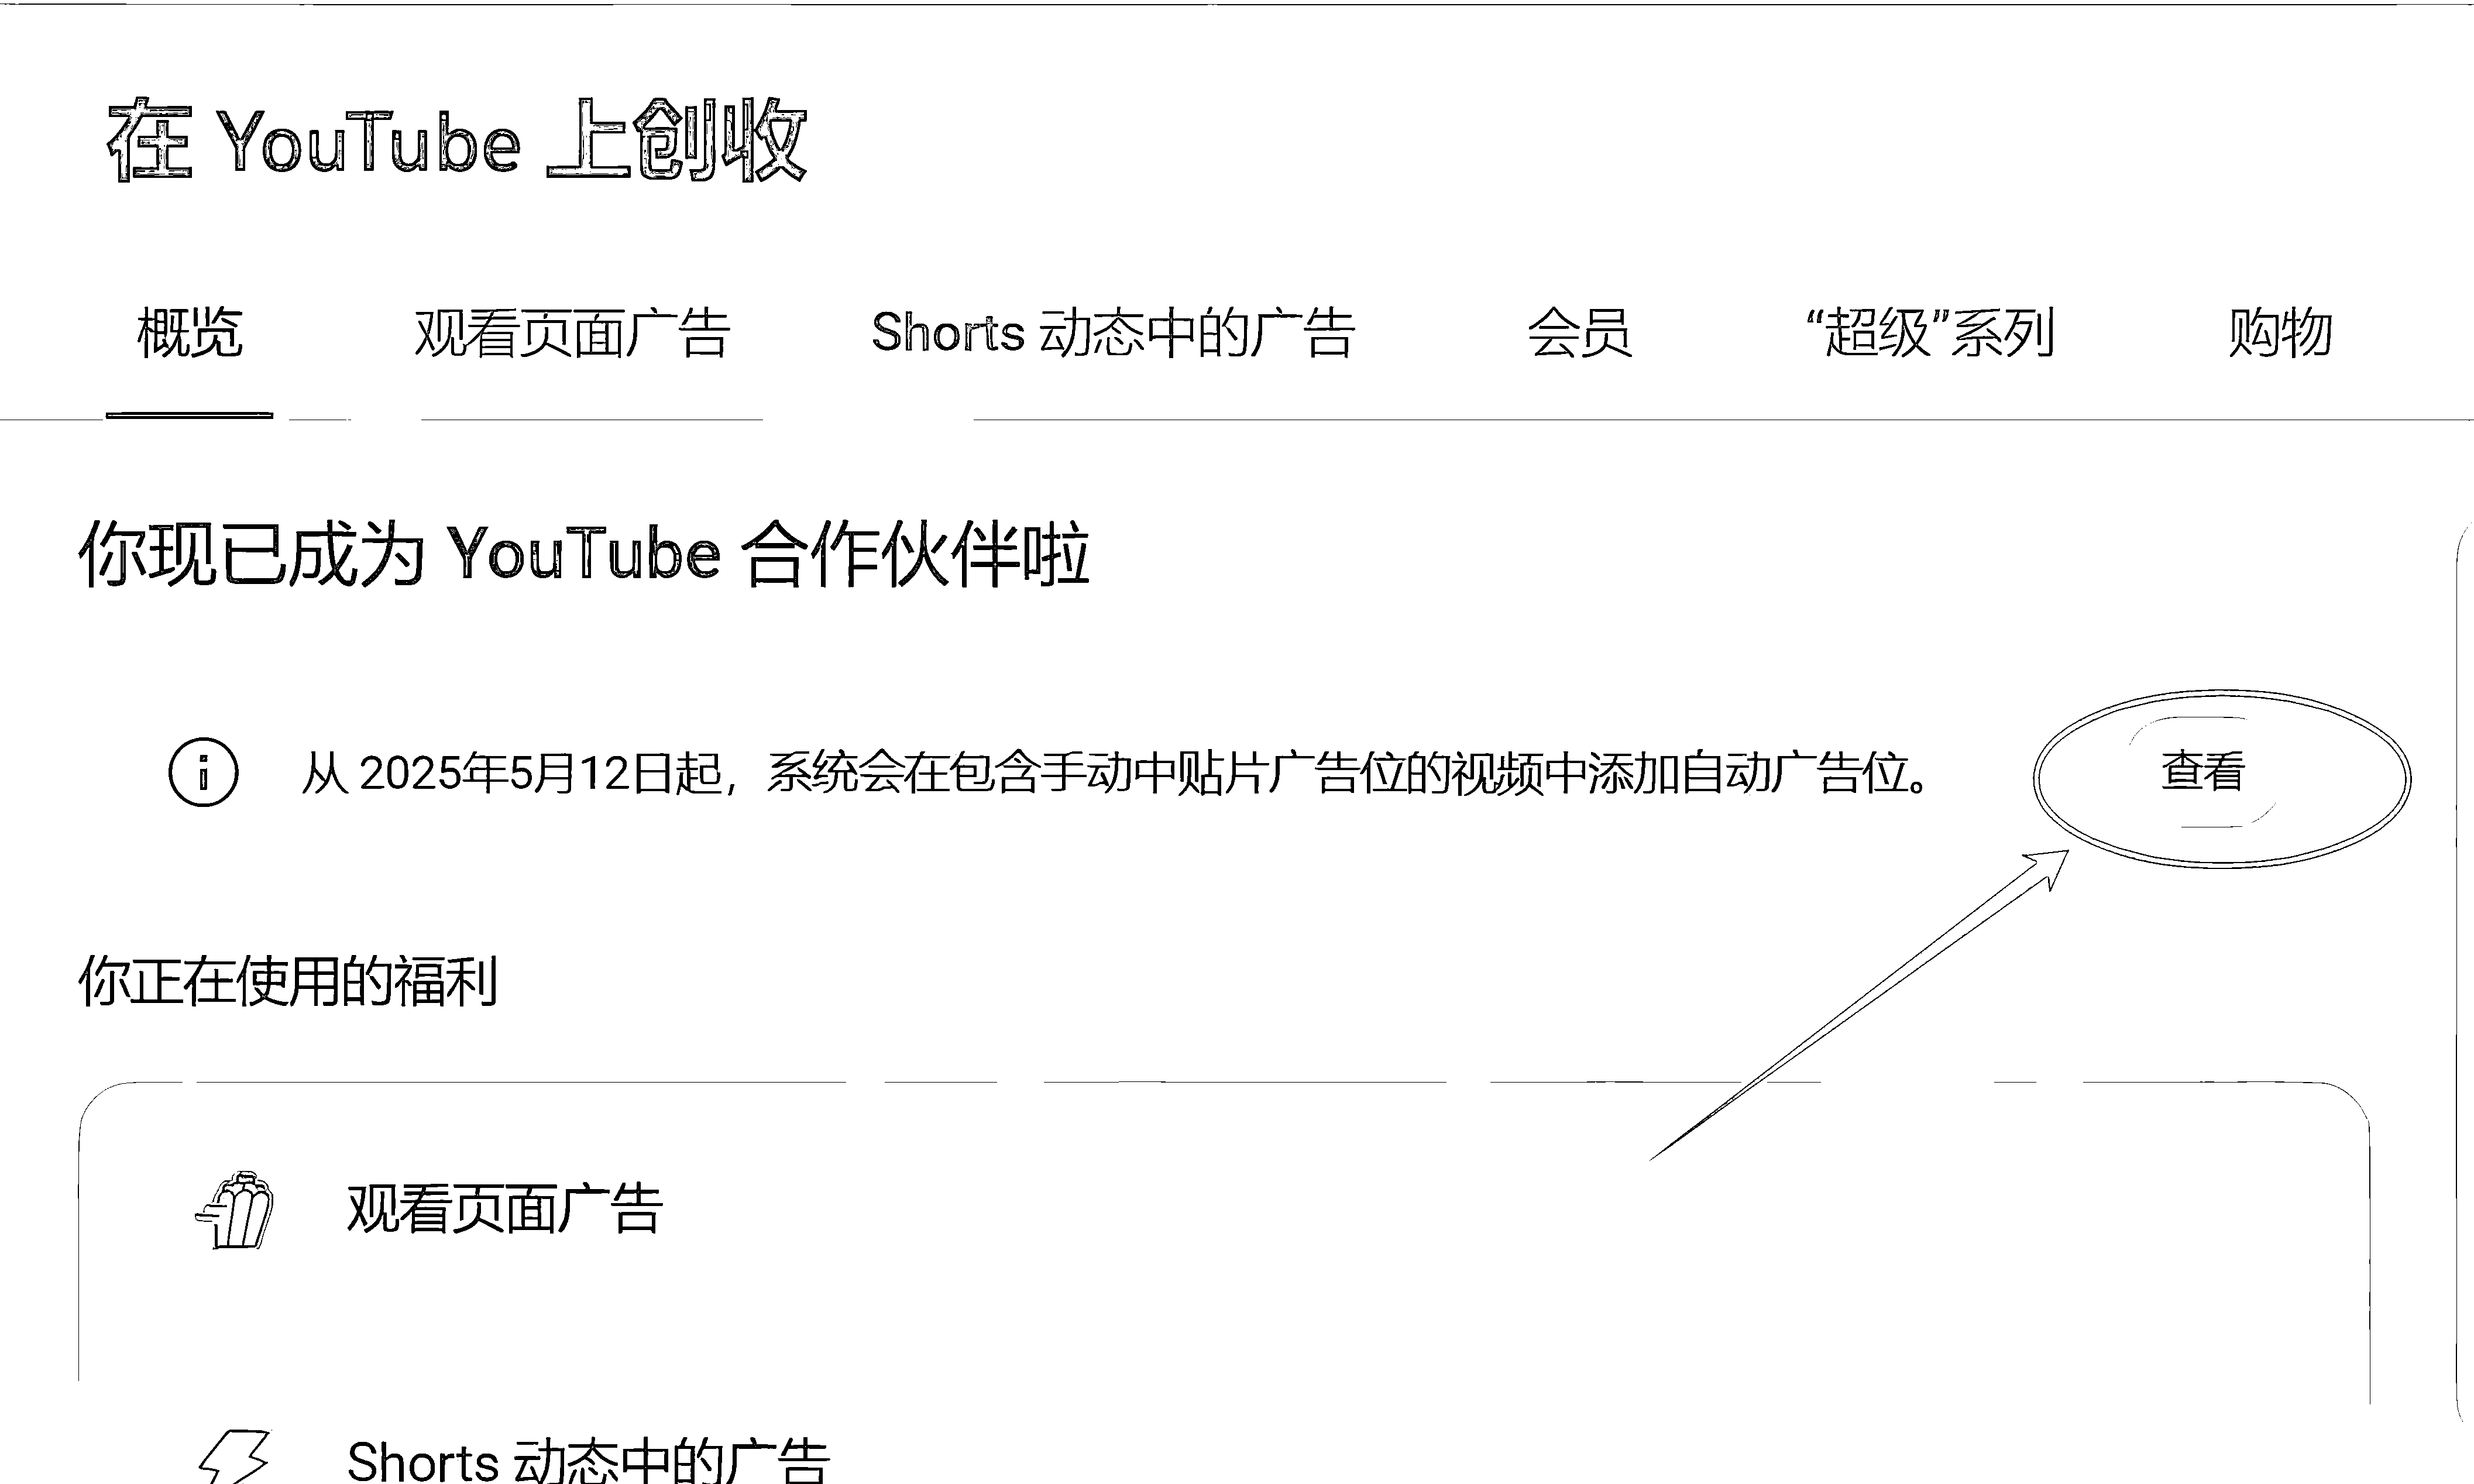 在 YouTube 上创收
概览 观看页面广告 Shorts 动态中的广告 会员 “超级”系列 购物
你现已成为 YouTube 合作伙伴啦
从 2025年5月12日起，系统会在包含手动中贴片广告位的视频中添加自动广告位。 查看
你正在使用的福利
观看页面广告
Shorts 动态中的广告